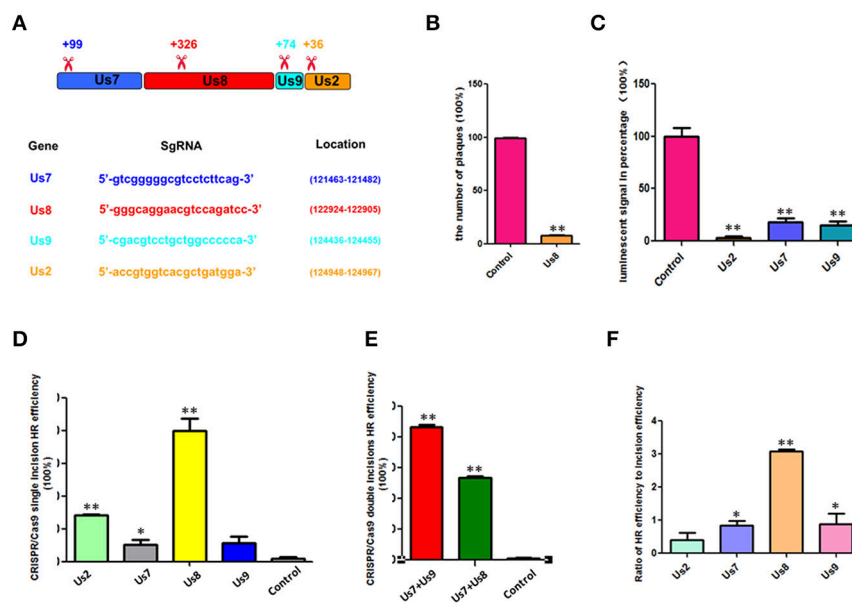 A
+99
+326
+74
+36
Us7
Us8
Us9
Us2
Gene
SgRNA
Location
Us7
5'-gtcgggggcgtcctcttcag-3'
(121463-121482)
Us8
5'-gggcaggaacgtccagatcc-3'
(122924-122905)
Us9
5'-cgacgtcctgctggccccca-3'
(124436-124455)
Us2
5'-accgtggtcacgctgatgga-3'
(124948-124967)
B
the number of plaques (100%)
150
100
50
0
**
Control
Us8
C
luminescent signal in percentage (100%)
150
100
50
0
**
**
**
Control
Us2
Us7
Us9
D
CRISPR/Cas9 single incision HR efficiency
(100%)
**
*
**
Us2
Us7
Us8
Us9
Control
E
CRISPR/Cas9 double incisions HR efficiency
(100%)
**
**
Us7+Us9
Us7+Us8
Control
F
Ratio of HR efficiency to incision efficiency
4
3
2
1
0
*
**
*
Us2
Us7
Us8
Us9